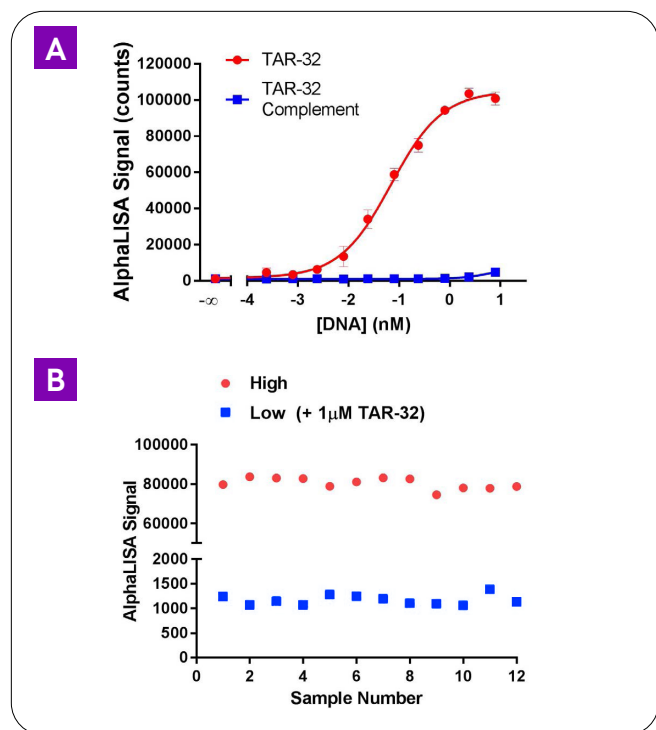 A
TAR-32
TAR-32
Complement
AlphaLISA Signal (counts)
120000
100000
80000
60000
40000
20000
0
-∞ -4 -3 -2 -1 0 1
[DNA] (nM)
B
High
Low (+ 1μM TAR-32)
AlphaLISA Signal
100000
80000
60000
2000
1500
1000
500
0
0 2 4 6 8 10 12
Sample Number